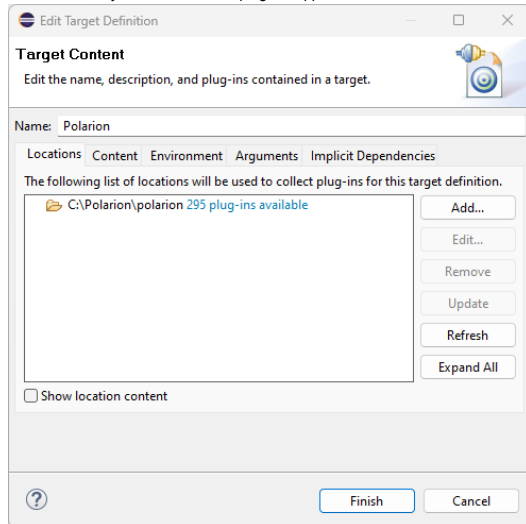 Edit Target Definition
Target Content
Edit the name, description, and plug-ins contained in a target.
Name: Polarion
Locations Content Environment Arguments Implicit Dependencies
The following list of locations will be used to collect plug-ins for this target definition.
C:\Polarion\polarion 295 plug-ins available
Add...
Edit...
Remove
Update
Refresh
Expand All
Show location content
?
Finish Cancel